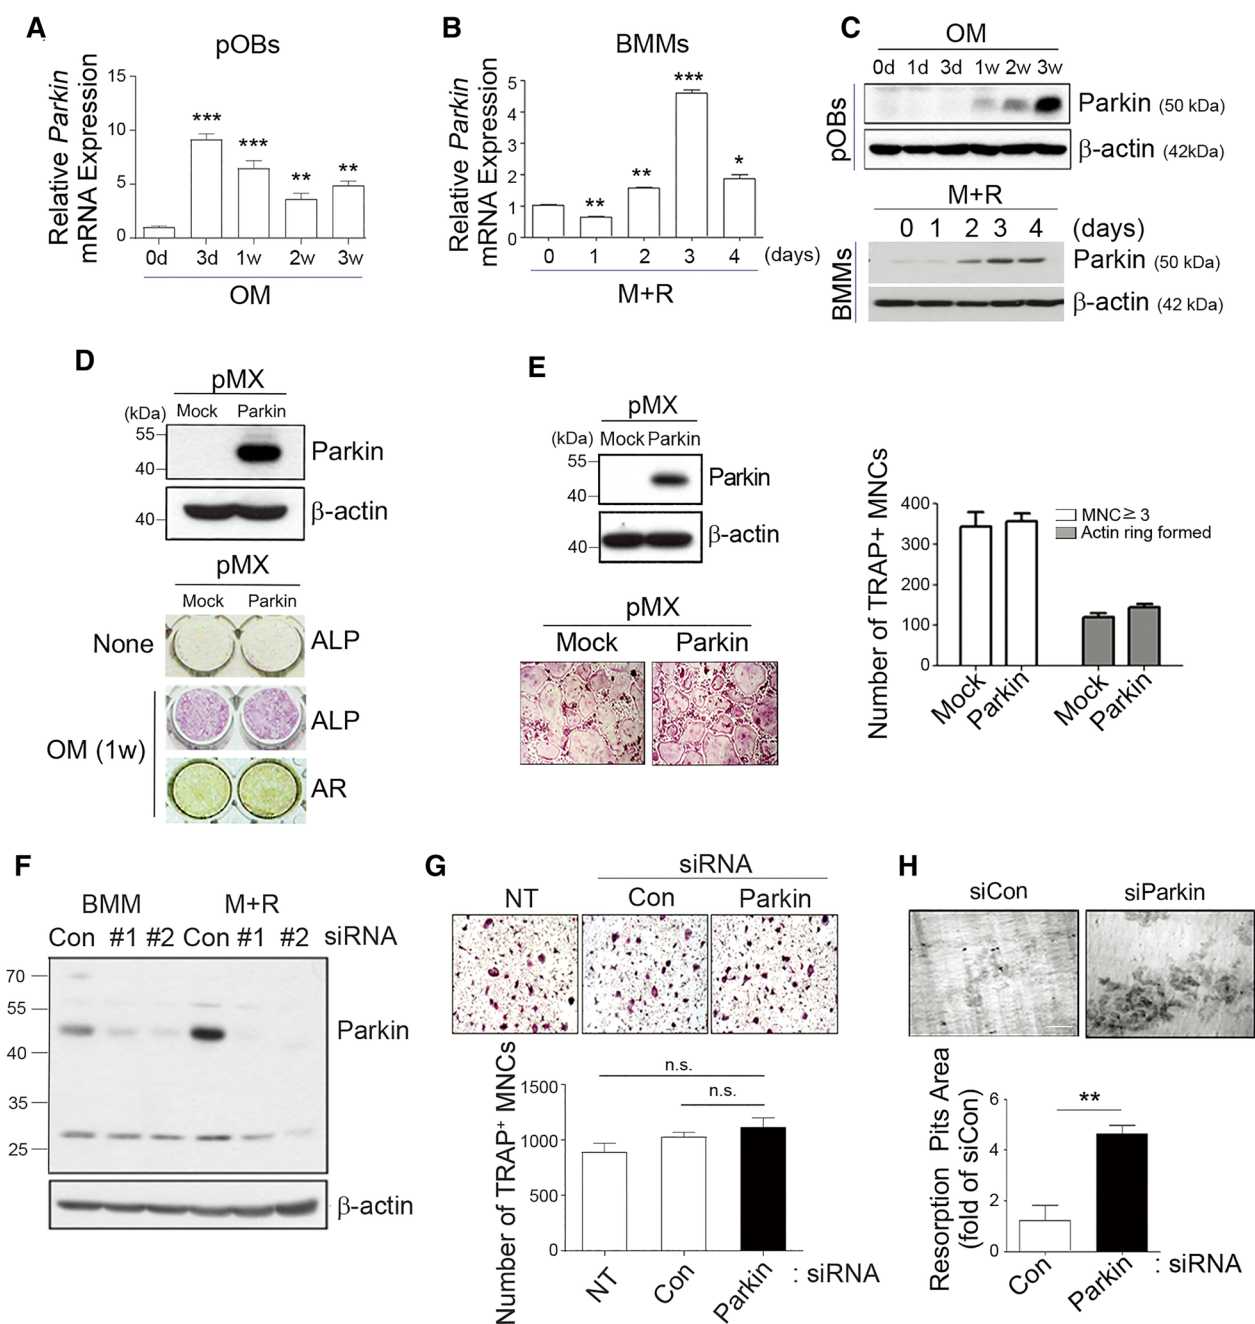 A
pOBs
Relative Parkin
mRNA Expression
15
10
5
0
***
***
**
**
0d 3d 1w 2w 3w
OM
B
BMMs
Relative Parkin
mRNA Expression
5
4
3
2
1
0
**
**
***
*
0 1 2 3 4 (days)
M+R
C
OM
0d 1d 3d 1w 2w 3w
pOBs
Parkin (50 kDa)
β-actin (42kDa)
M+R
0 1 2 3 4 (days)
BMMs
Parkin (50 kDa)
β-actin (42 kDa)
D
pMX
(kDa) Mock Parkin
55
40
Parkin
40
β-actin
pMX
Mock Parkin
None
ALP
OM (1w)
ALP
AR
E
pMX
(kDa) Mock Parkin
55
40
Parkin
40
β-actin
pMX
Mock Parkin
Number of TRAP+ MNCs
400
300
200
100
0
MNC≥ 3
Actin ring formed
Mock
Parkin
Mock
Parkin
F
BMM M+R
Con #1 #2 Con #1 #2 siRNA
70
55
40
35
25
Parkin
β-actin
G
siRNA
NT Con Parkin
Number of TRAP+ MNCs
1500
1000
500
0
n.s.
n.s.
NT
Con
Parkin
: siRNA
H
siCon siParkin
Resorption Pits Area
(fold of siCon)
6
4
2
0
**
Con
Parkin
: siRNA